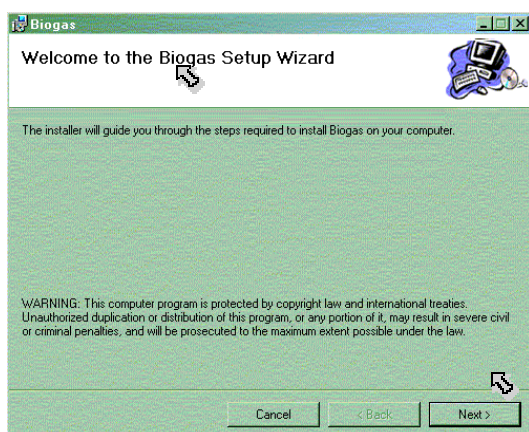 Biogas
Welcome to the Biogas Setup Wizard
The installer will guide you through the steps required to install Biogas on your computer.
WARNING: This computer program is protected by copyright law and international treaties.
Unauthorized duplication or distribution of this program, or any portion of it, may result in severe civil
or criminal penalties, and will be prosecuted to the maximum extent possible under the law.
Cancel < Back Next >